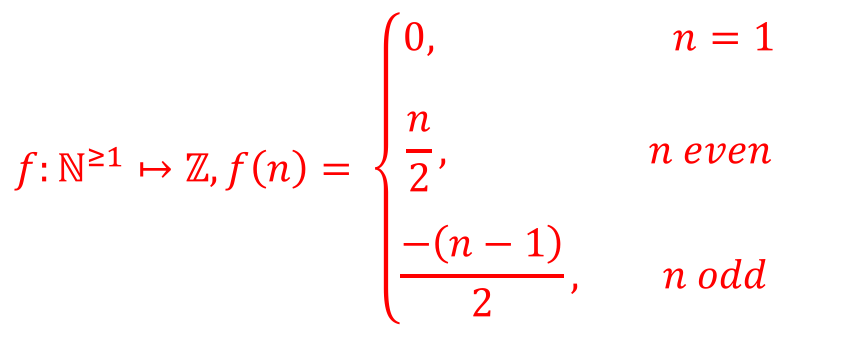 f: ℕ^{≥1} ↦ ℤ, f(n) = { 0, n = 1
n/2, n even
−(n − 1)/2, n odd